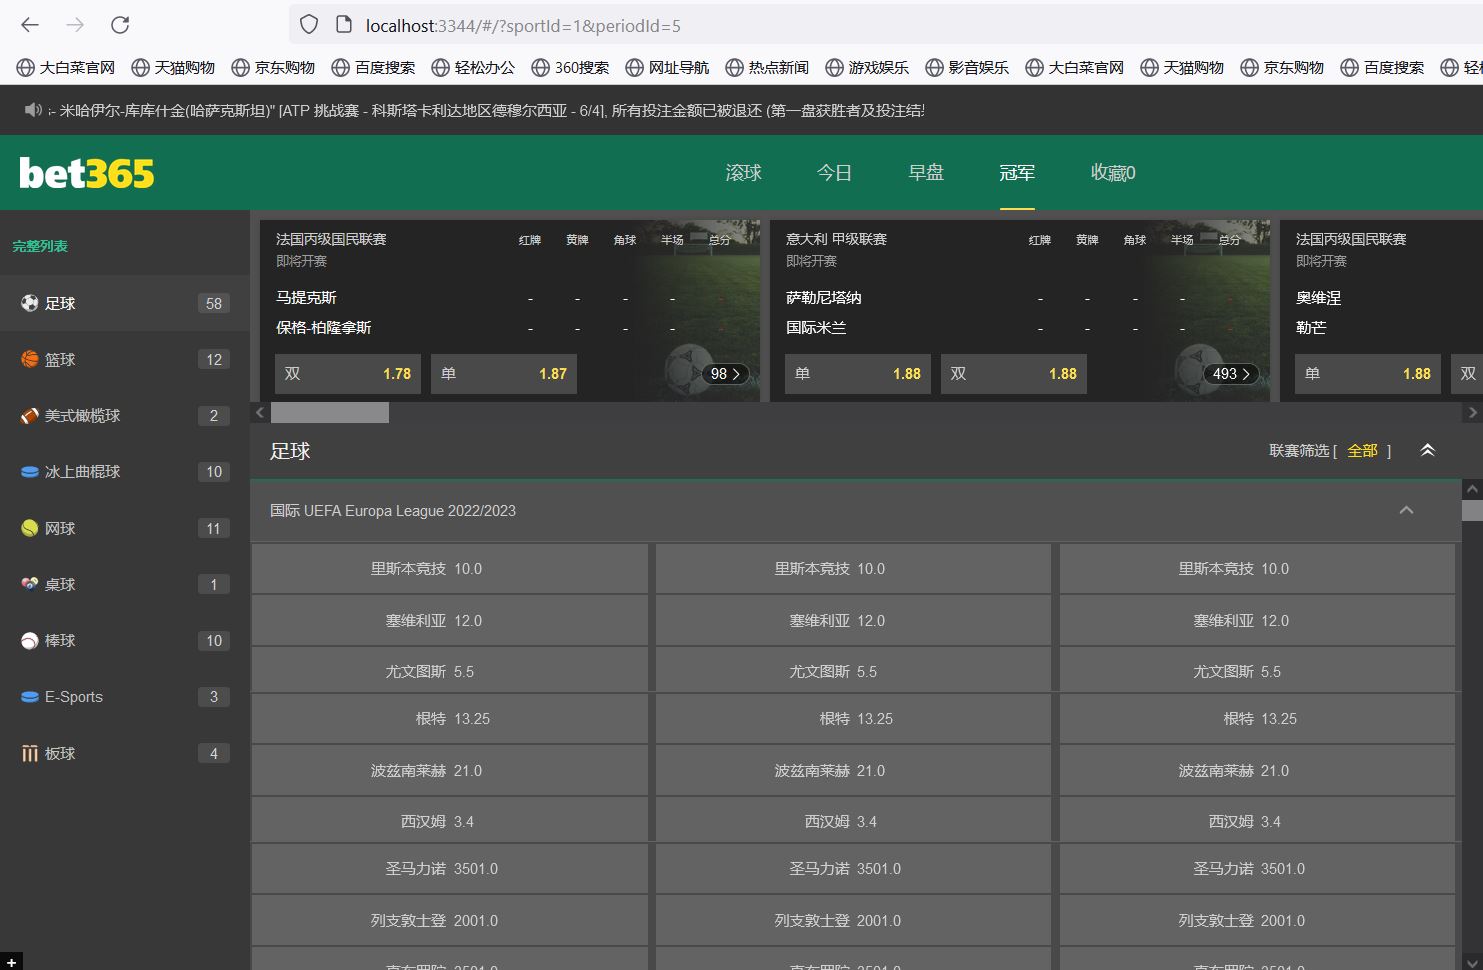 localhost:3344/#/?sportId=1&periodId=5
大白菜官网 天猫购物 京东购物 百度搜索 轻松办公 360搜索 网址导航 热点新闻 游戏娱乐 影音娱乐 大白菜官网 天猫购物 京东购物 百度搜索
- 米哈伊尔-库库什金(哈萨克斯坦)" [ATP 挑战赛 - 科斯塔卡利达地区德穆尔西亚 - 6/4], 所有投注金额已被退还 (第一盘获胜者及投注结
bet365 滚球 今日 早盘 冠军 收藏0
完整列表
足球 58
篮球 12
美式橄榄球 2
冰上曲棍球 10
网球 11
桌球 1
棒球 10
E-Sports 3
板球 4
法国丙级国民联赛 红牌 黄牌 角球 半场 总分
即将开赛
马提克斯 - - - - -
保格-柏隆拿斯 - - - - -
双 1.78 单 1.87 98
意大利 甲级联赛 红牌 黄牌 角球 半场 总分
即将开赛
萨勒尼塔纳 - - - - -
国际米兰 - - - - -
单 1.88 双 1.88 493
法国丙级国民联赛
即将开赛
奥维涅
勒芒
单 1.88 双
足球 联赛筛选 [ 全部 ]
国际 UEFA Europa League 2022/2023
里斯本竞技 10.0 里斯本竞技 10.0 里斯本竞技 10.0
塞维利亚 12.0 塞维利亚 12.0 塞维利亚 12.0
尤文图斯 5.5 尤文图斯 5.5 尤文图斯 5.5
根特 13.25 根特 13.25 根特 13.25
波兹南莱赫 21.0 波兹南莱赫 21.0 波兹南莱赫 21.0
西汉姆 3.4 西汉姆 3.4 西汉姆 3.4
圣马力诺 3501.0 圣马力诺 3501.0 圣马力诺 3501.0
列支敦士登 2001.0 列支敦士登 2001.0 列支敦士登 2001.0